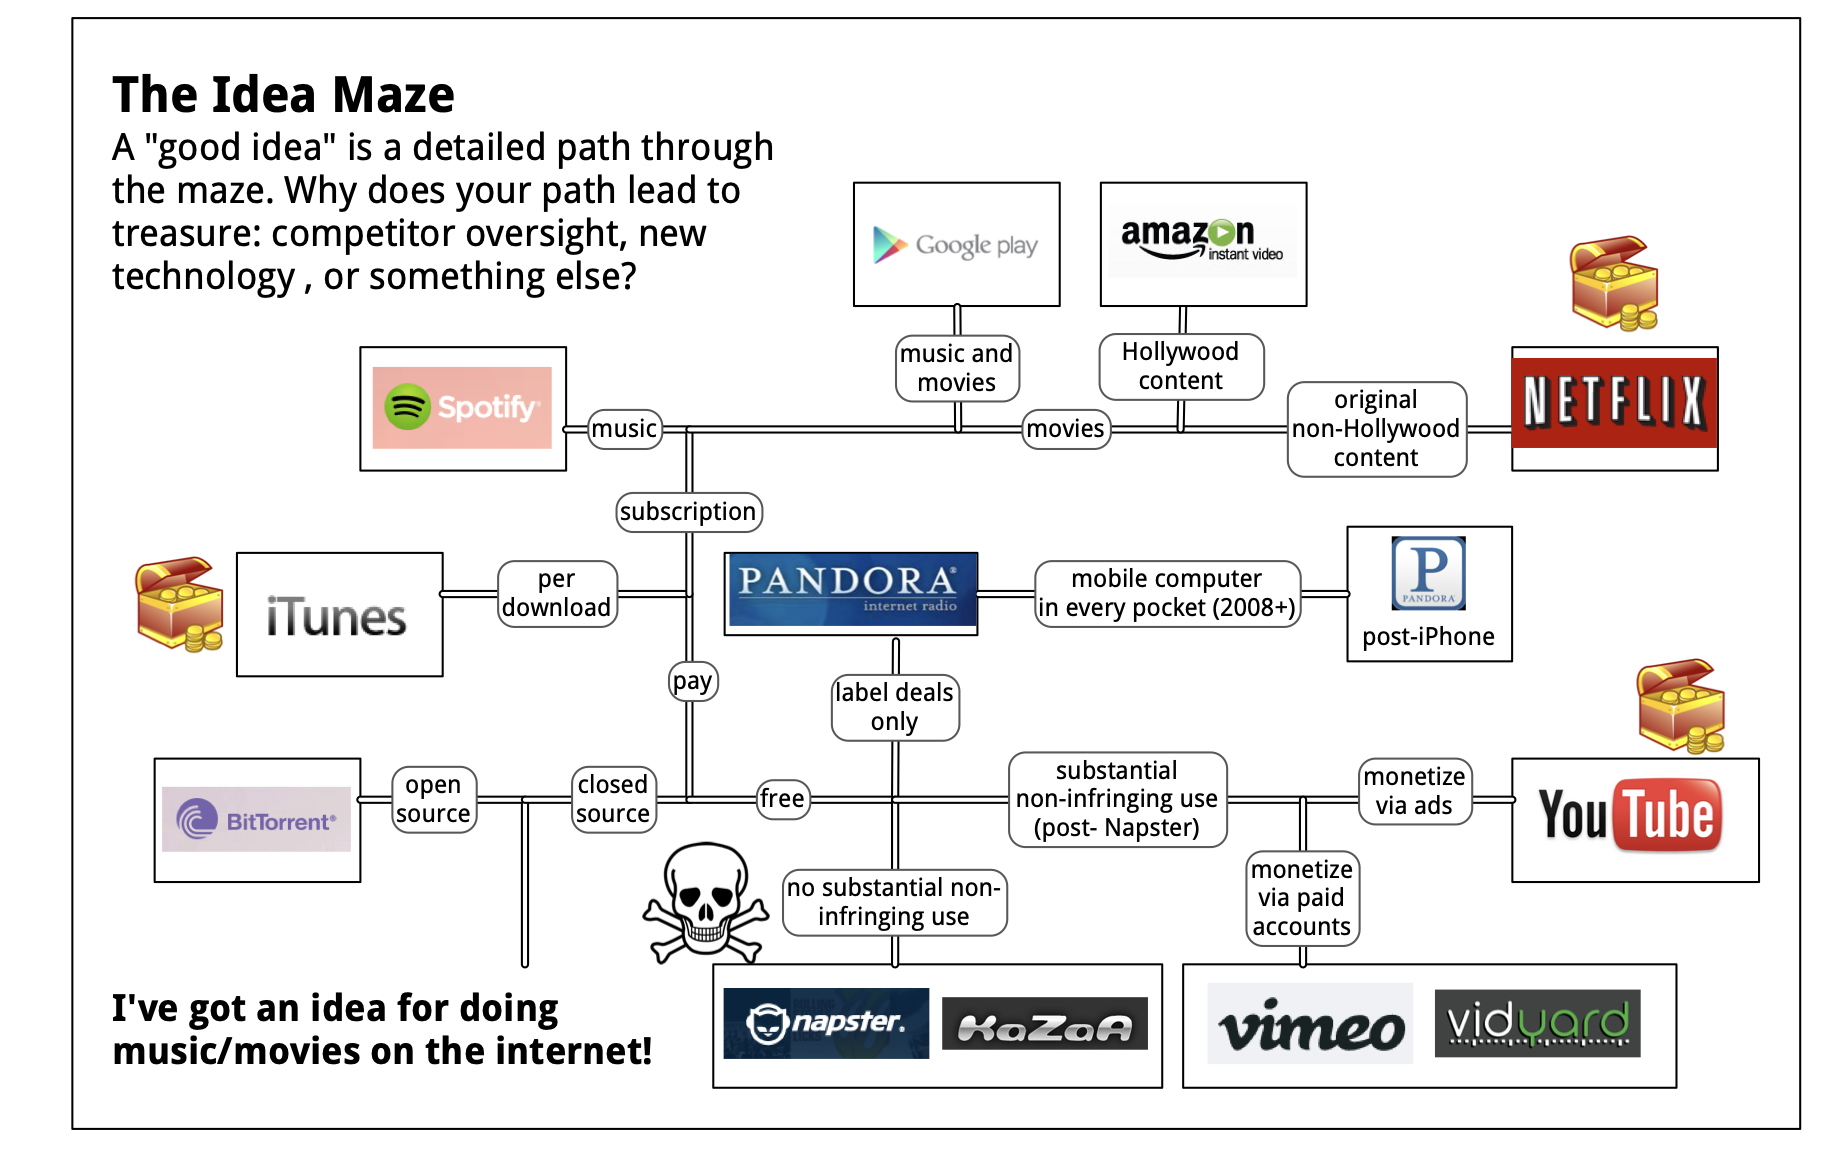 The Idea Maze
A "good idea" is a detailed path through
the maze. Why does your path lead to
treasure: competitor oversight, new
technology , or something else?
Google play
amazon
instant video
music and
movies
Hollywood
content
Spotify
music
movies
original
non-Hollywood
content
NETFLIX
subscription
iTunes
per
download
PANDORA®
internet radio
mobile computer
in every pocket (2008+)
P
PANDORA
post-iPhone
pay
label deals
only
BitTorrent®
open
source
closed
source
free
substantial
non-infringing use
(post- Napster)
monetize
via ads
YouTube
no substantial non-
infringing use
monetize
via paid
accounts
I've got an idea for doing
music/movies on the internet!
napster.
KaZaA
vimeo
vidyard